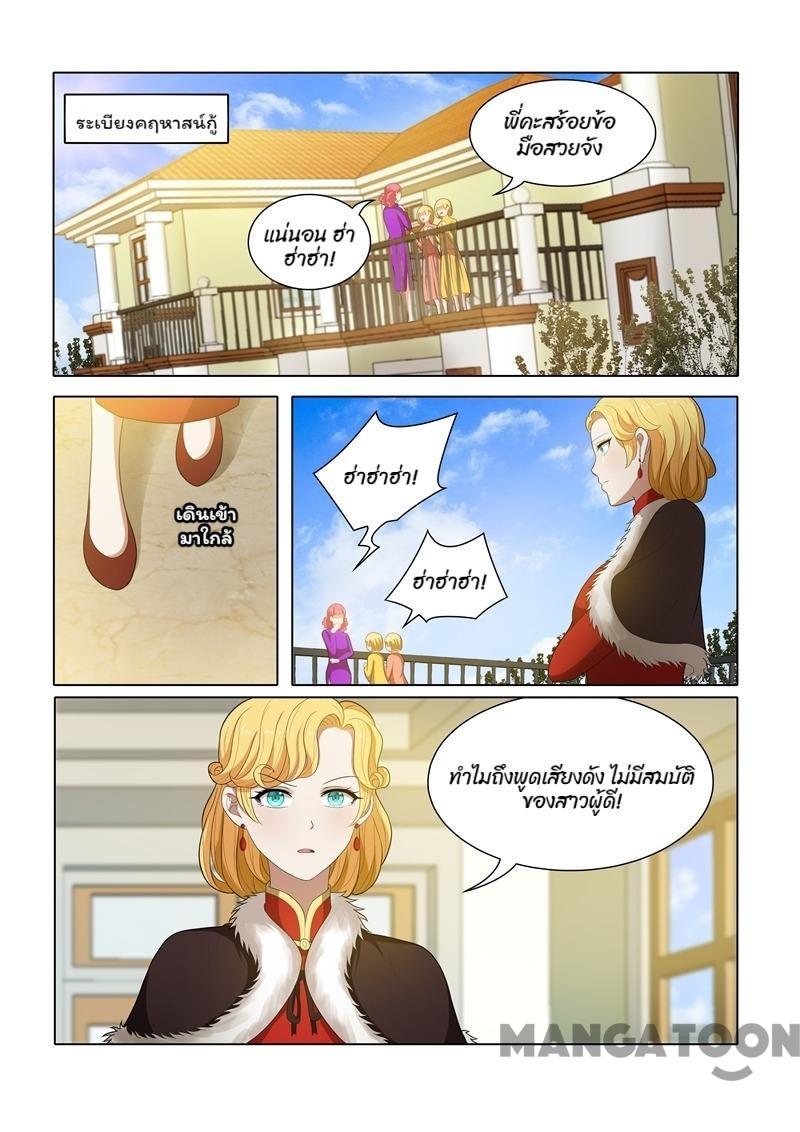 ระเบียงคฤหาสน์กู้
พี่คะสร้อยข้อ
มือสวยจัง
แน่นอน ฮ่า
ฮ่าฮ่า!
เดินเข้า
มาใกล้
ฮ่าฮ่าฮ่า!
ฮ่าฮ่าฮ่า!
ทำไมถึงพูดเสียงดัง ไม่มีสมบัติ
ของสาวผู้ดี!
MANGATOON